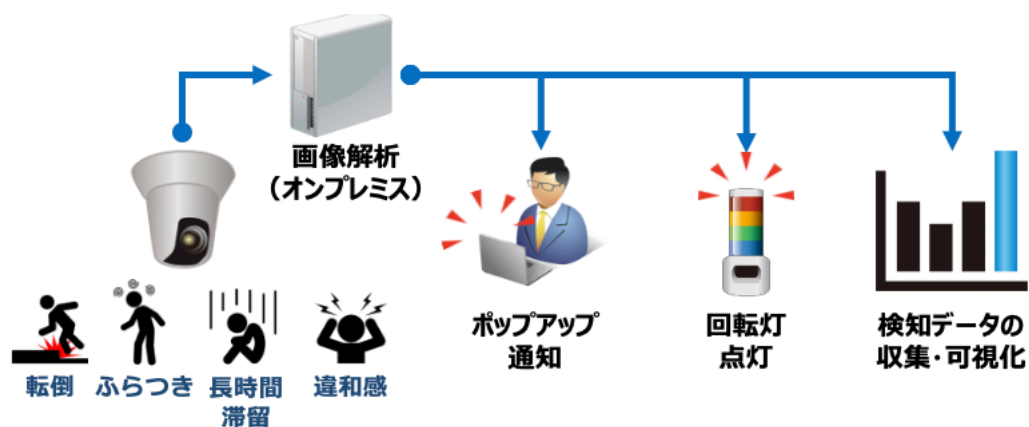 画像解析
（オンプレミス）
ポップアップ
通知
回転灯
点灯
検知データの
収集・可視化
転倒
ふらつき
長時間
滞留
違和感